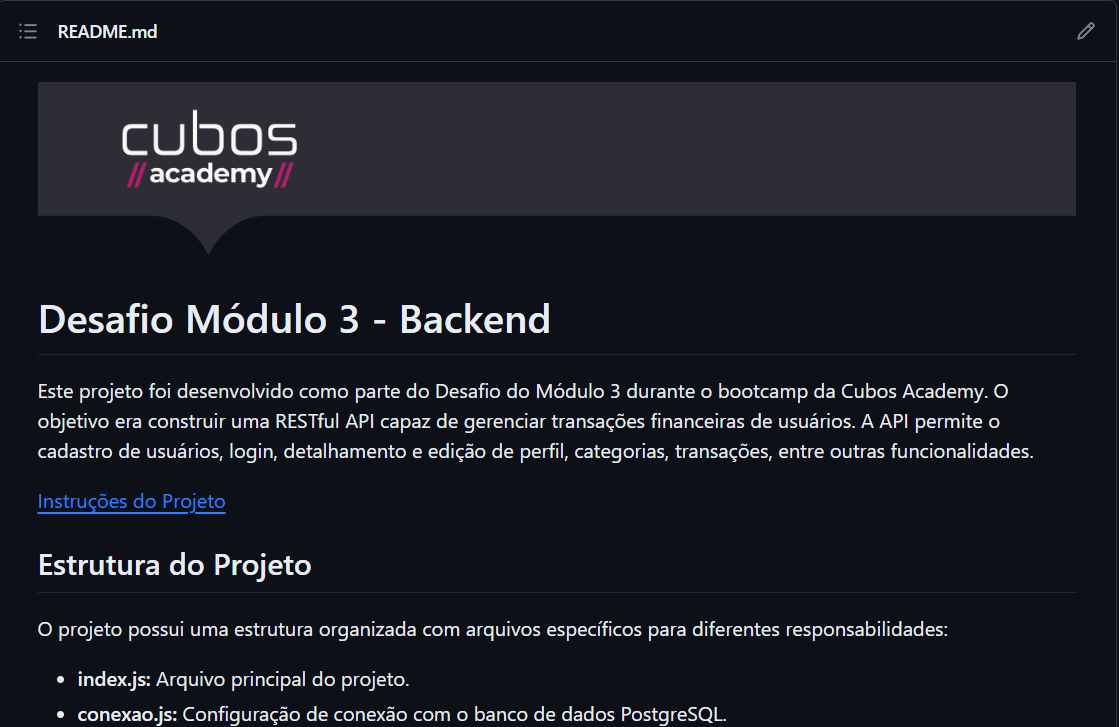 README.md
cubos
//academy//
Desafio Módulo 3 - Backend
Este projeto foi desenvolvido como parte do Desafio do Módulo 3 durante o bootcamp da Cubos Academy. O
objetivo era construir uma RESTful API capaz de gerenciar transações financeiras de usuários. A API permite o
cadastro de usuários, login, detalhamento e edição de perfil, categorias, transações, entre outras funcionalidades.
Instruções do Projeto
Estrutura do Projeto
O projeto possui uma estrutura organizada com arquivos específicos para diferentes responsabilidades:
• index.js: Arquivo principal do projeto.
• conexao.js: Configuração de conexão com o banco de dados PostgreSQL.